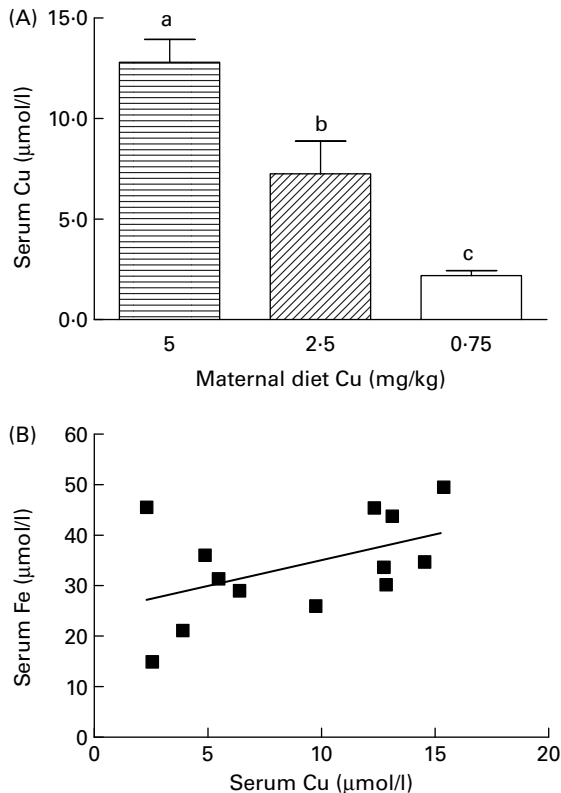 (A)
15·0
10·0
5·0
0·0
Serum Cu (μmol/l)
a
b
c
5
2·5
0·75
Maternal diet Cu (mg/kg)
(B)
60
50
40
30
20
10
0
Serum Fe (μmol/l)
0
5
10
15
20
Serum Cu (μmol/l)